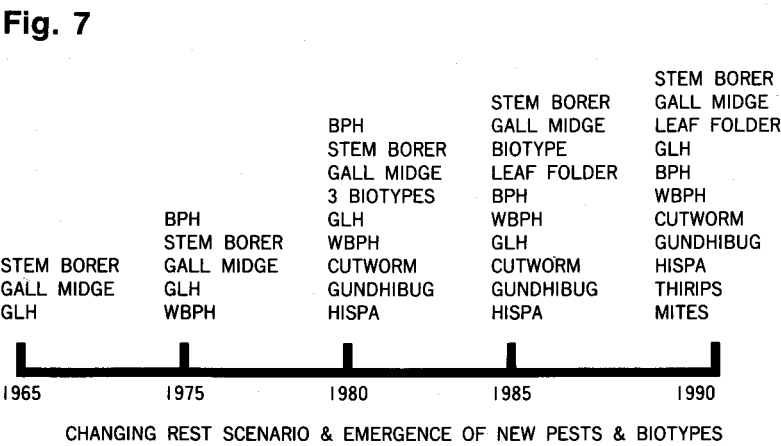 Fig. 7
STEM BORER
GALL MIDGE
GLH
BPH
STEM BORER
GALL MIDGE
GLH
WBPH
BPH
STEM BORER
GALL MIDGE
3 BIOTYPES
GLH
WBPH
CUTWORM
GUNDHIBUG
HISPA
STEM BORER
GALL MIDGE
BIOTYPE
LEAF FOLDER
BPH
WBPH
GLH
CUTWORM
GUNDHIBUG
HISPA
STEM BORER
GALL MIDGE
LEAF FOLDER
GLH
BPH
WBPH
CUTWORM
GUNDHIBUG
HISPA
THIRIPS
MITES
1965 1975 1980 1985 1990
CHANGING REST SCENARIO & EMERGENCE OF NEW PESTS & BIOTYPES